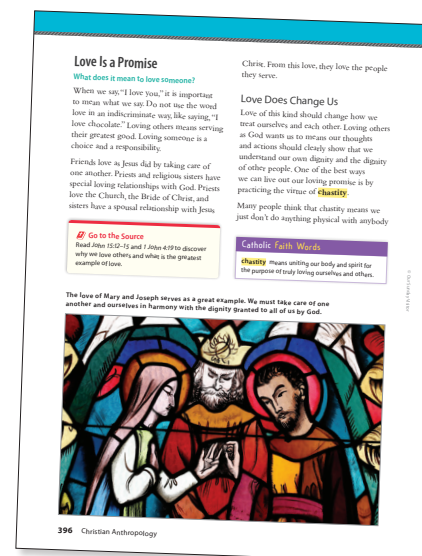 Love Is a Promise
What does it mean to love someone?
When we say, "I love you," it is important
to mean what we say. Do not use the word
love in an indiscriminate way, like saying, "I
love chocolate." Loving others means serving
their greatest good. Loving someone is a
choice and a responsibility.
Friends love as Jesus did by taking care of
one another. Priests and religious sisters have
special loving relationships with God. Priests
love the Church, the Bride of Christ, and
sisters have a spousal relationship with Jesus
Go to the Source
Read John 15:12–15 and 1 John 4:19 to discover
why we love others and what is the greatest
example of love.
Christ. From this love, they love the people
they serve.
Love Does Change Us
Love of this kind should change how we
treat ourselves and each other. Loving others
as God wants us to means our thoughts
and actions should clearly show that we
understand our own dignity and the dignity
of other people. One of the best ways
we can live out our loving promise is by
practicing the virtue of chastity.
Many people think that chastity means we
just don't do anything physical with anybody
Catholic Faith Words
chastity means uniting our body and spirit for
the purpose of truly loving ourselves and others.
The love of Mary and Joseph serves as a great example. We must take care of one
another and ourselves in harmony with the dignity granted to all of us by God.
396 Christian Anthropology